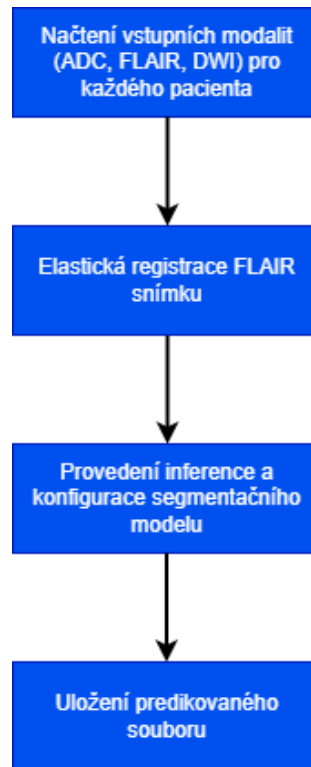 Načtení vstupních modalit
(ADC, FLAIR, DWI) pro
každého pacienta
Elastická registrace FLAIR
snímku
Provedení inference a
konfigurace segmentačního
modelu
Uložení predikovaného
souboru